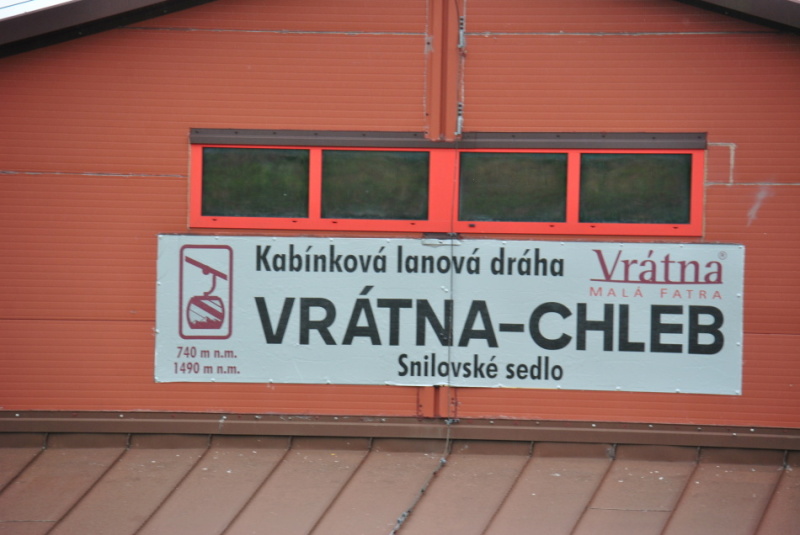 Kabínková lanová dráha
Vrátna®
MALÁ FATRA
VRÁTNA-CHLEB
Snilovské sedlo
740 m n.m.
1490 m n.m.